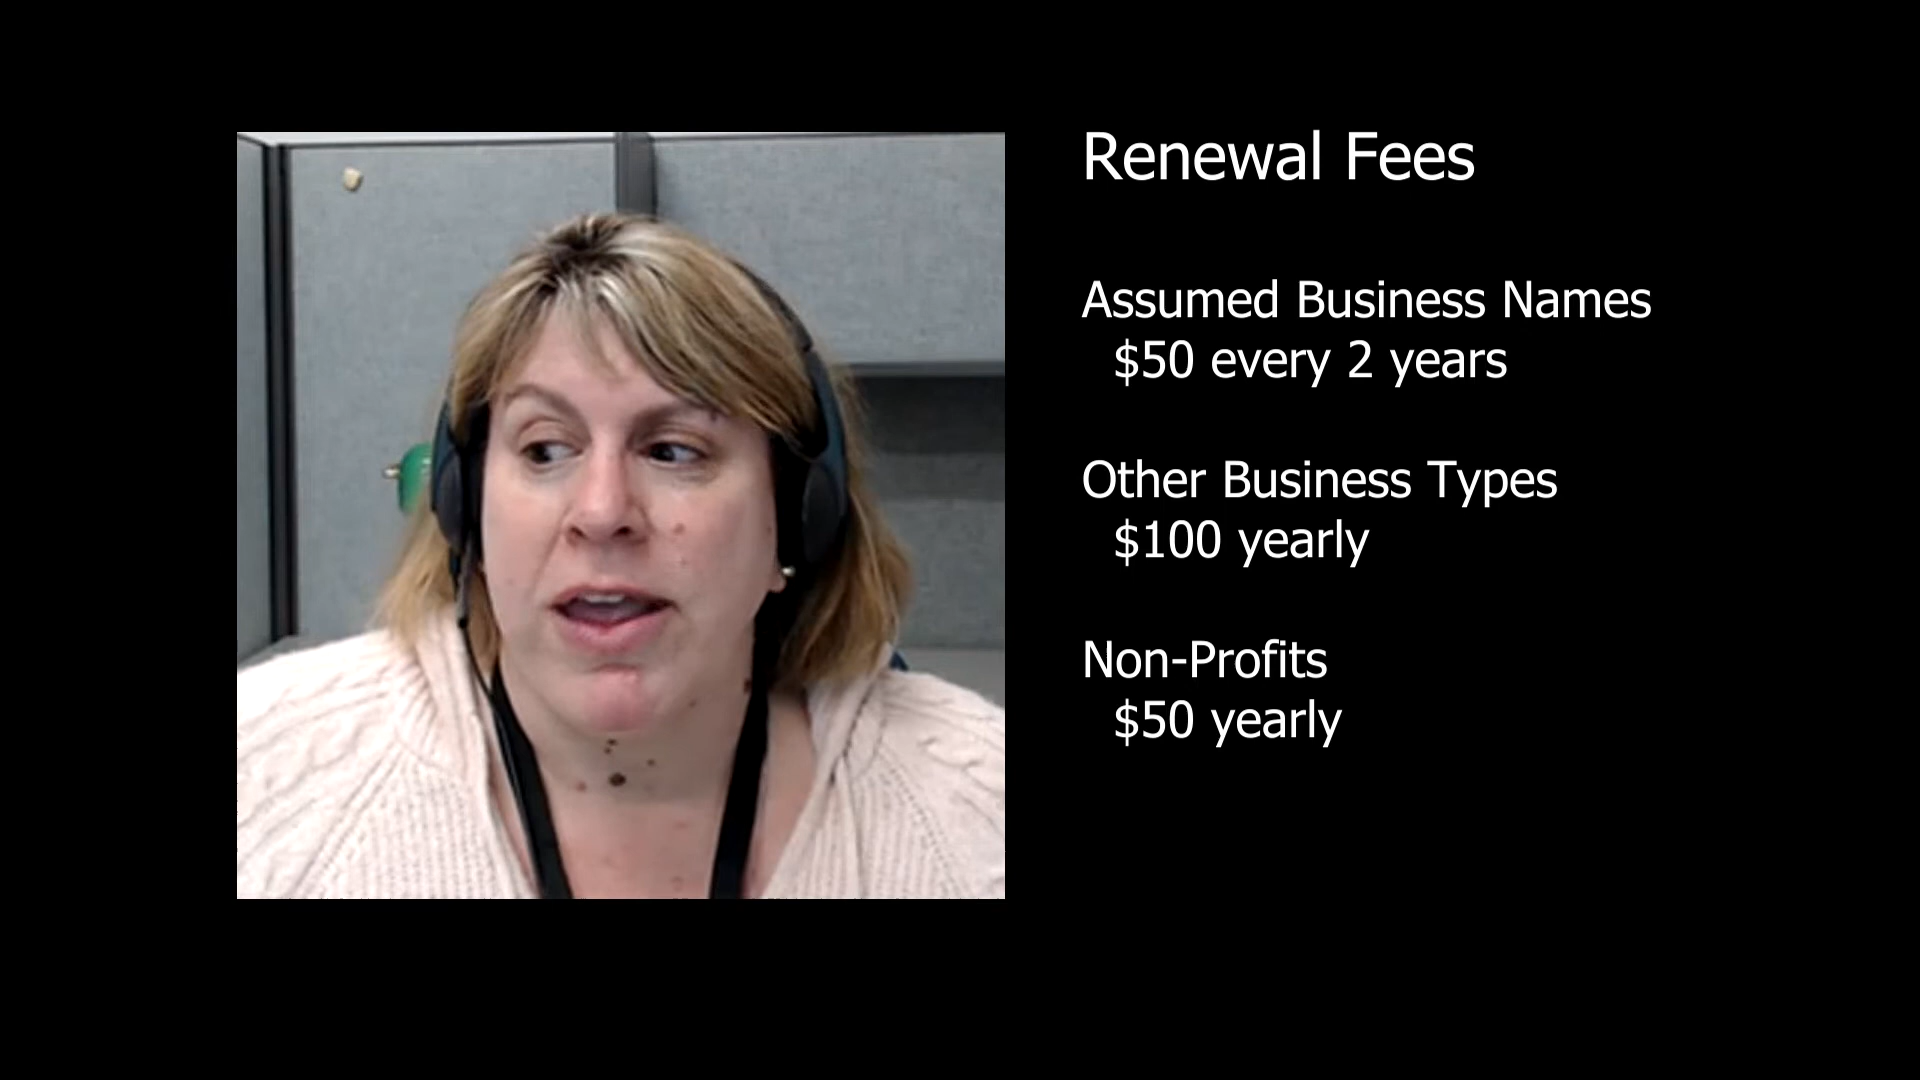 Renewal Fees
Assumed Business Names
$50 every 2 years
Other Business Types
$100 yearly
Non-Profits
$50 yearly